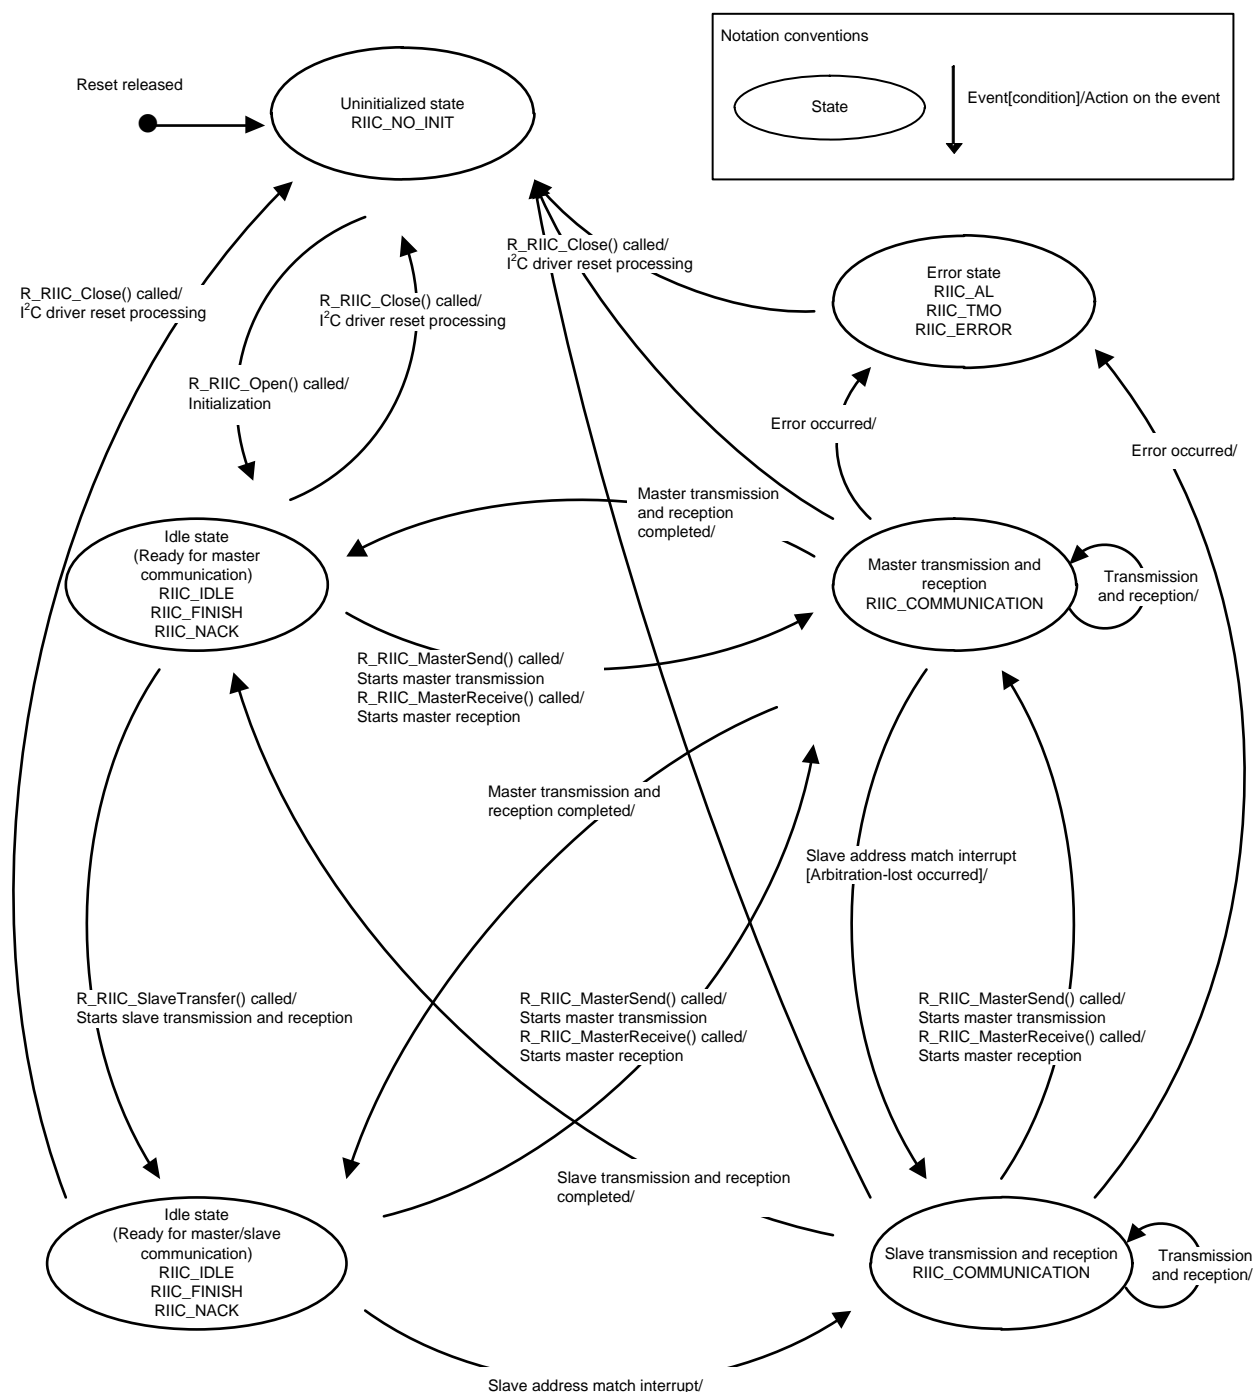 Notation conventions
State
Event[condition]/Action on the event
Reset released
Uninitialized state
RIIC_NO_INIT
R_RIIC_Close() called/
I²C driver reset processing
R_RIIC_Close() called/
I²C driver reset processing
R_RIIC_Close() called/
I²C driver reset processing
Error state
RIIC_AL
RIIC_TMO
RIIC_ERROR
R_RIIC_Open() called/
Initialization
Error occurred/
Error occurred/
Master transmission
and reception
completed/
Idle state
(Ready for master
communication)
RIIC_IDLE
RIIC_FINISH
RIIC_NACK
Master transmission and
reception
RIIC_COMMUNICATION
Transmission
and reception/
R_RIIC_MasterSend() called/
Starts master transmission
R_RIIC_MasterReceive() called/
Starts master reception
Master transmission and
reception completed/
Slave address match interrupt
[Arbitration-lost occurred]/
R_RIIC_SlaveTransfer() called/
Starts slave transmission and reception
R_RIIC_MasterSend() called/
Starts master transmission
R_RIIC_MasterReceive() called/
Starts master reception
R_RIIC_MasterSend() called/
Starts master transmission
R_RIIC_MasterReceive() called/
Starts master reception
Slave transmission and reception
completed/
Idle state
(Ready for master/slave
communication)
RIIC_IDLE
RIIC_FINISH
RIIC_NACK
Slave transmission and reception
RIIC_COMMUNICATION
Transmission
and reception/
Slave address match interrupt/